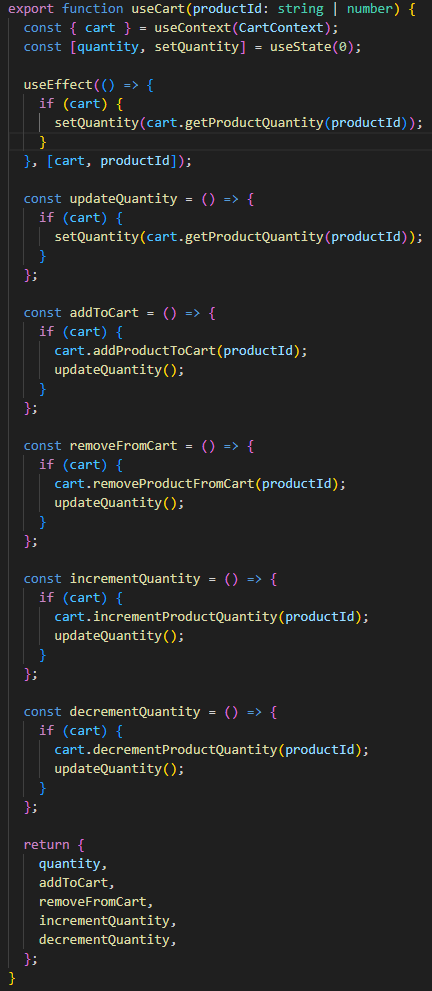 export function useCart(productId: string | number) {
  const { cart } = useContext(CartContext);
  const [quantity, setQuantity] = useState(0);

  useEffect(() => {
    if (cart) {
      setQuantity(cart.getProductQuantity(productId));
    }
  }, [cart, productId]);

  const updateQuantity = () => {
    if (cart) {
      setQuantity(cart.getProductQuantity(productId));
    }
  };

  const addToCart = () => {
    if (cart) {
      cart.addProductToCart(productId);
      updateQuantity();
    }
  };

  const removeFromCart = () => {
    if (cart) {
      cart.removeProductFromCart(productId);
      updateQuantity();
    }
  };

  const incrementQuantity = () => {
    if (cart) {
      cart.incrementProductQuantity(productId);
      updateQuantity();
    }
  };

  const decrementQuantity = () => {
    if (cart) {
      cart.decrementProductQuantity(productId);
      updateQuantity();
    }
  };

  return {
    quantity,
    addToCart,
    removeFromCart,
    incrementQuantity,
    decrementQuantity,
  };
}